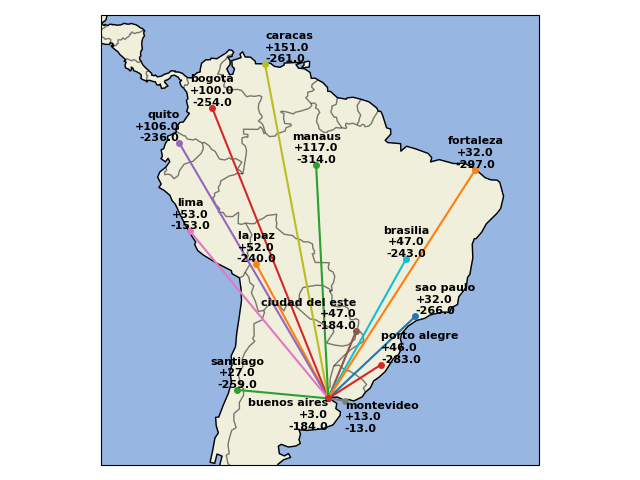 caracas
+151.0
-261.0
bogota
+100.0
-254.0
quito
+106.0
-236.0
manaus
+117.0
-314.0
fortaleza
+32.0
-297.0
lima
+53.0
-153.0
la paz
+52.0
-240.0
brasilia
+47.0
-243.0
ciudad del este
+47.0
-184.0
sao paulo
+32.0
-266.0
porto alegre
+46.0
-283.0
santiago
+27.0
-259.0
buenos aires
+3.0
-184.0
montevideo
+13.0
-13.0